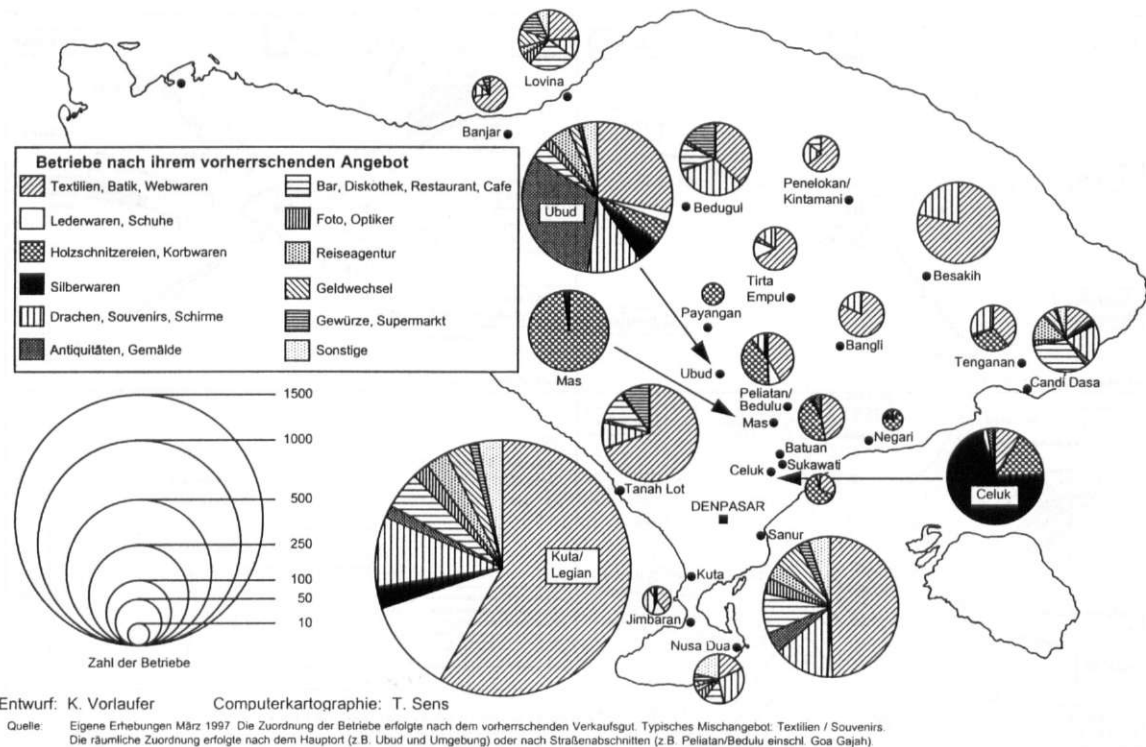 Lovina
Banjar
Betriebe nach ihrem vorherrschenden Angebot
Textilien, Batik, Webwaren
Lederwaren, Schuhe
Holzschnitzereien, Korbwaren
Silberwaren
Drachen, Souvenirs, Schirme
Antiquitäten, Gemälde
Bar, Diskothek, Restaurant, Cafe
Foto, Optiker
Reiseagentur
Geldwechsel
Gewürze, Supermarkt
Sonstige
Ubud
Bedugul
Penelokan/
Kintamani
Besakih
Tirta
Empul
Payangan
Bangli
Tenganan
Candi Dasa
Mas
Ubud
Peliatan/
Bedulu
Mas
Negari
Batuan
Sukawati
Celuk
Celuk
Tanah Lot
DENPASAR
Sanur
Kuta/
Legian
Kuta
Jimbaran
Nusa Dua
1500
1000
500
250
100
50
10
Zahl der Betriebe
Entwurf: K. Vorlaufer Computerkartographie: T. Sens
Quelle: Eigene Erhebungen März 1997. Die Zuordnung der Betriebe erfolgte nach dem vorherrschenden Verkaufsgut. Typisches Mischangebot: Textilien / Souvenirs.
Die räumliche Zuordnung erfolgte nach dem Hauptort (z.B. Ubud und Umgebung) oder nach Straßenabschnitten (z.B. Peliatan/Bedulu einschl. Goa Gajah).